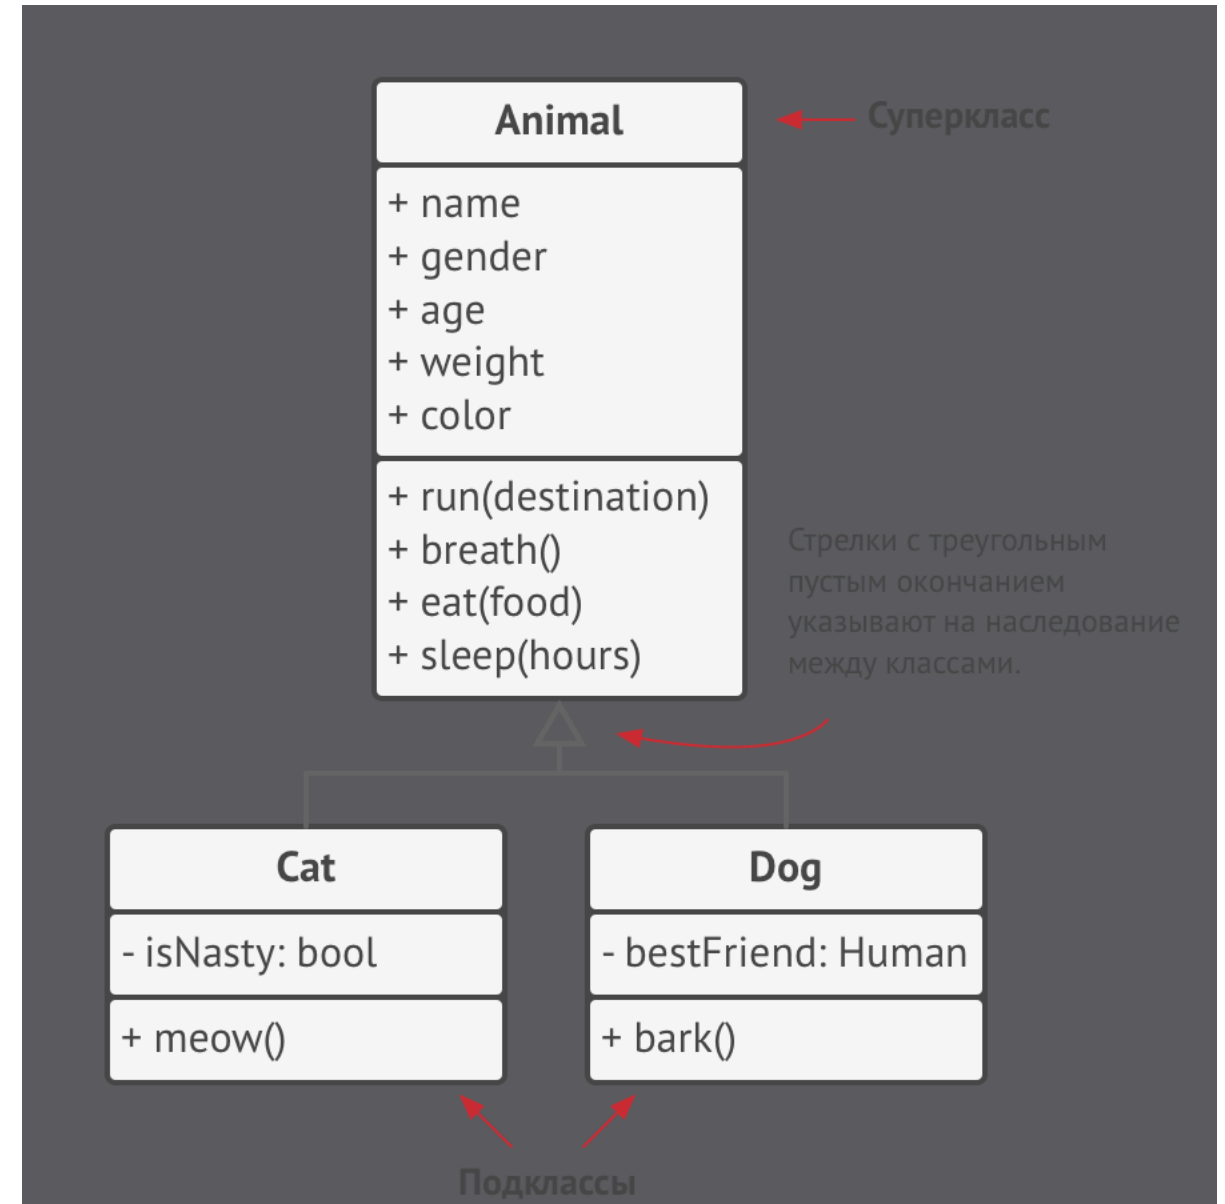 Animal
Суперкласс
+ name
+ gender
+ age
+ weight
+ color
+ run(destination)
+ breath()
+ eat(food)
+ sleep(hours)
Стрелки с треугольным
пустым окончанием
указывают на наследование
между классами.
Cat
- isNasty: bool
+ meow()
Dog
- bestFriend: Human
+ bark()
Подклассы